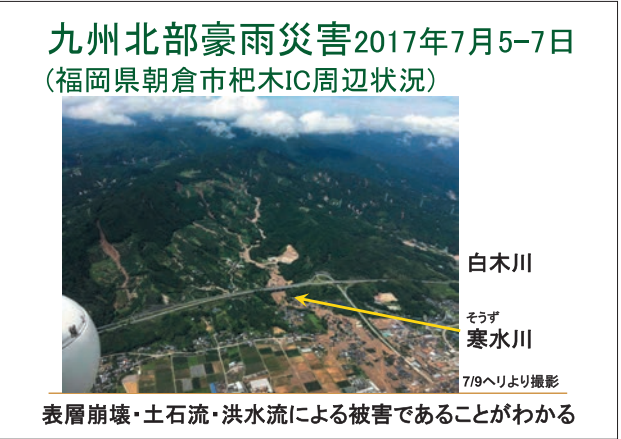 九州北部豪雨災害2017年7月5-7日
(福岡県朝倉市杷木IC周辺状況)
白木川
そうず
寒水川
7/9ヘリより撮影
表層崩壊・土石流・洪水流による被害であることがわかる